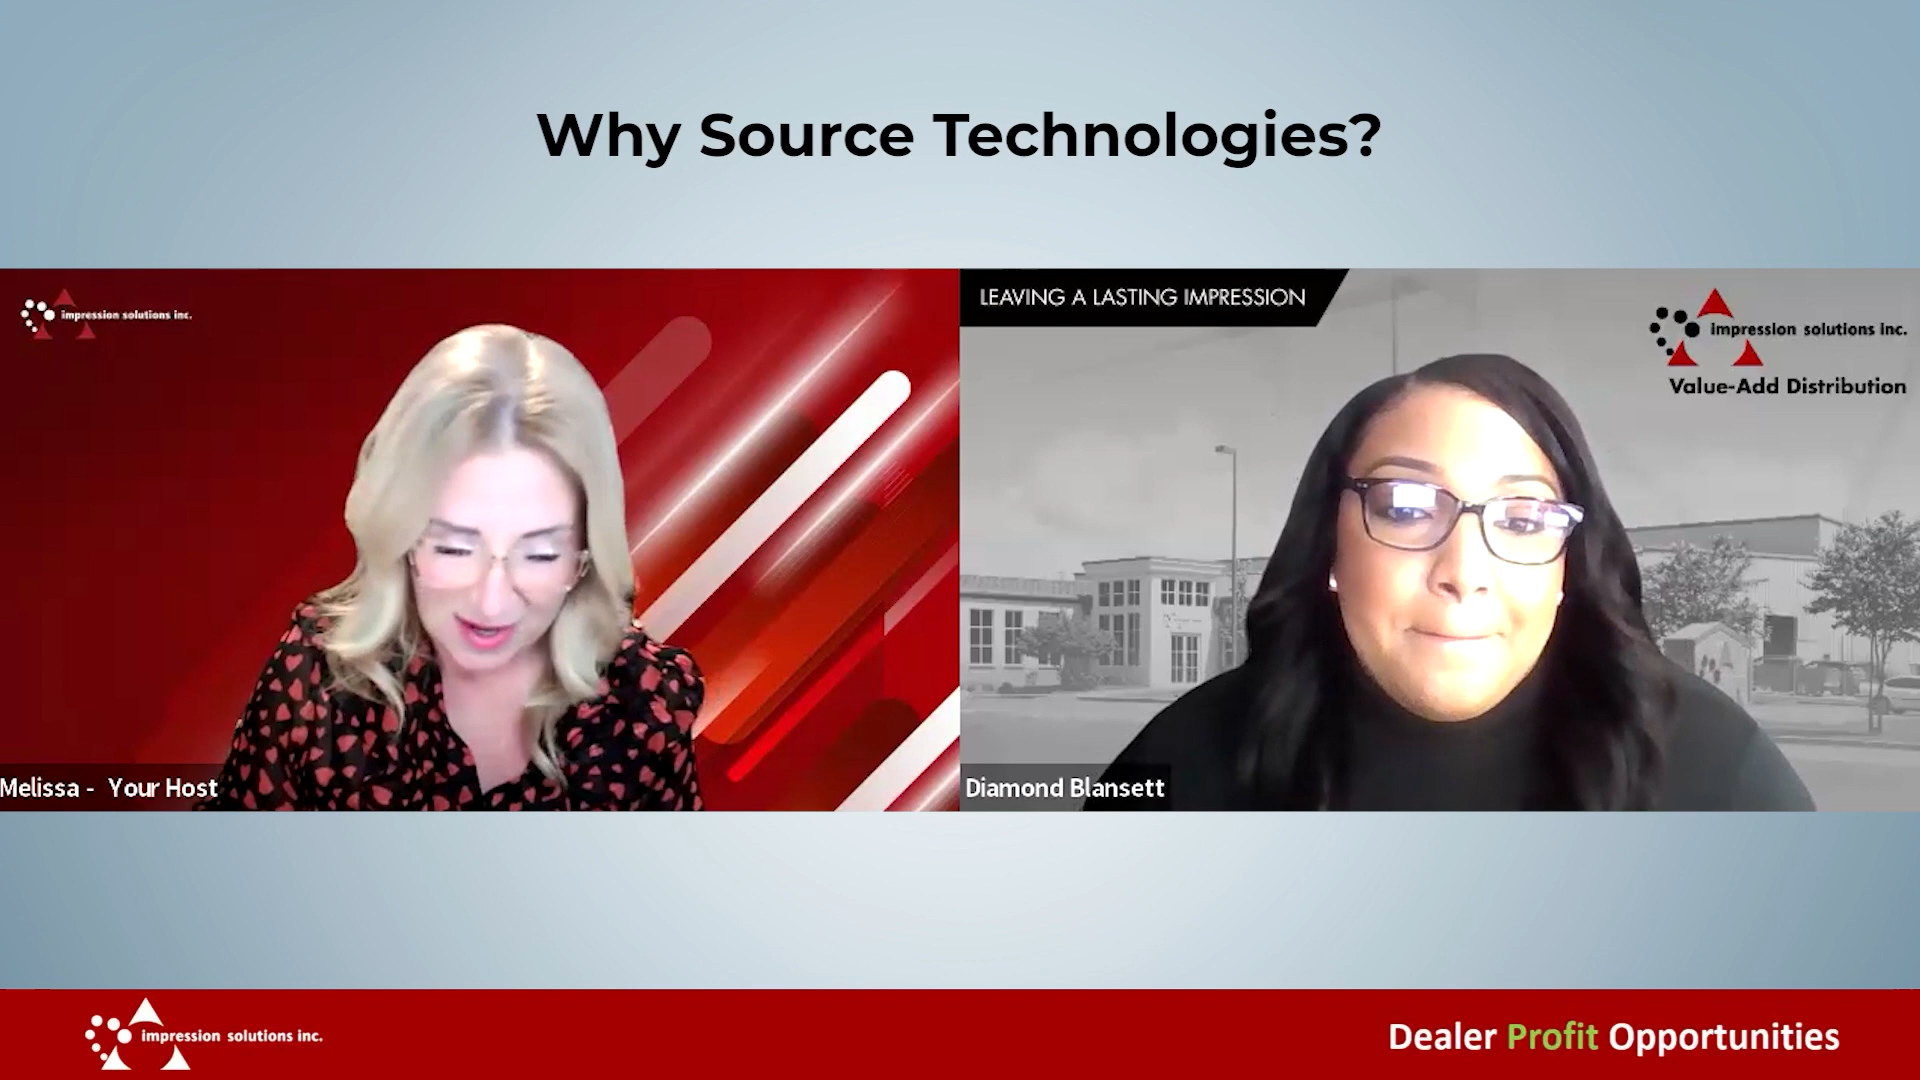 Why Source Technologies?
impression solutions inc.
LEAVING A LASTING IMPRESSION
impression solutions inc.
Value-Add Distribution
Melissa - Your Host
Diamond Blansett
impression solutions inc.
Dealer Profit Opportunities